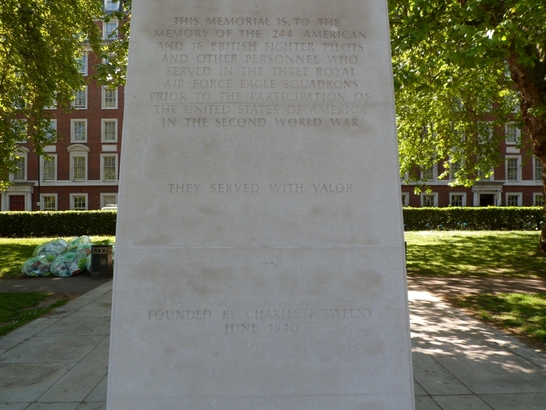 THIS MEMORIAL IS TO THE
MEMORY OF THE 244 AMERICAN
AND 16 BRITISH FIGHTER PILOTS
AND OTHER PERSONNEL WHO
SERVED IN THE THREE ROYAL
AIR FORCE EAGLE SQUADRONS
PRIOR TO THE PARTICIPATION OF
THE UNITED STATES OF AMERICA
IN THE SECOND WORLD WAR
THEY SERVED WITH VALOR
FOUNDED BY CHARLES F SWEENY
JUNE 1940